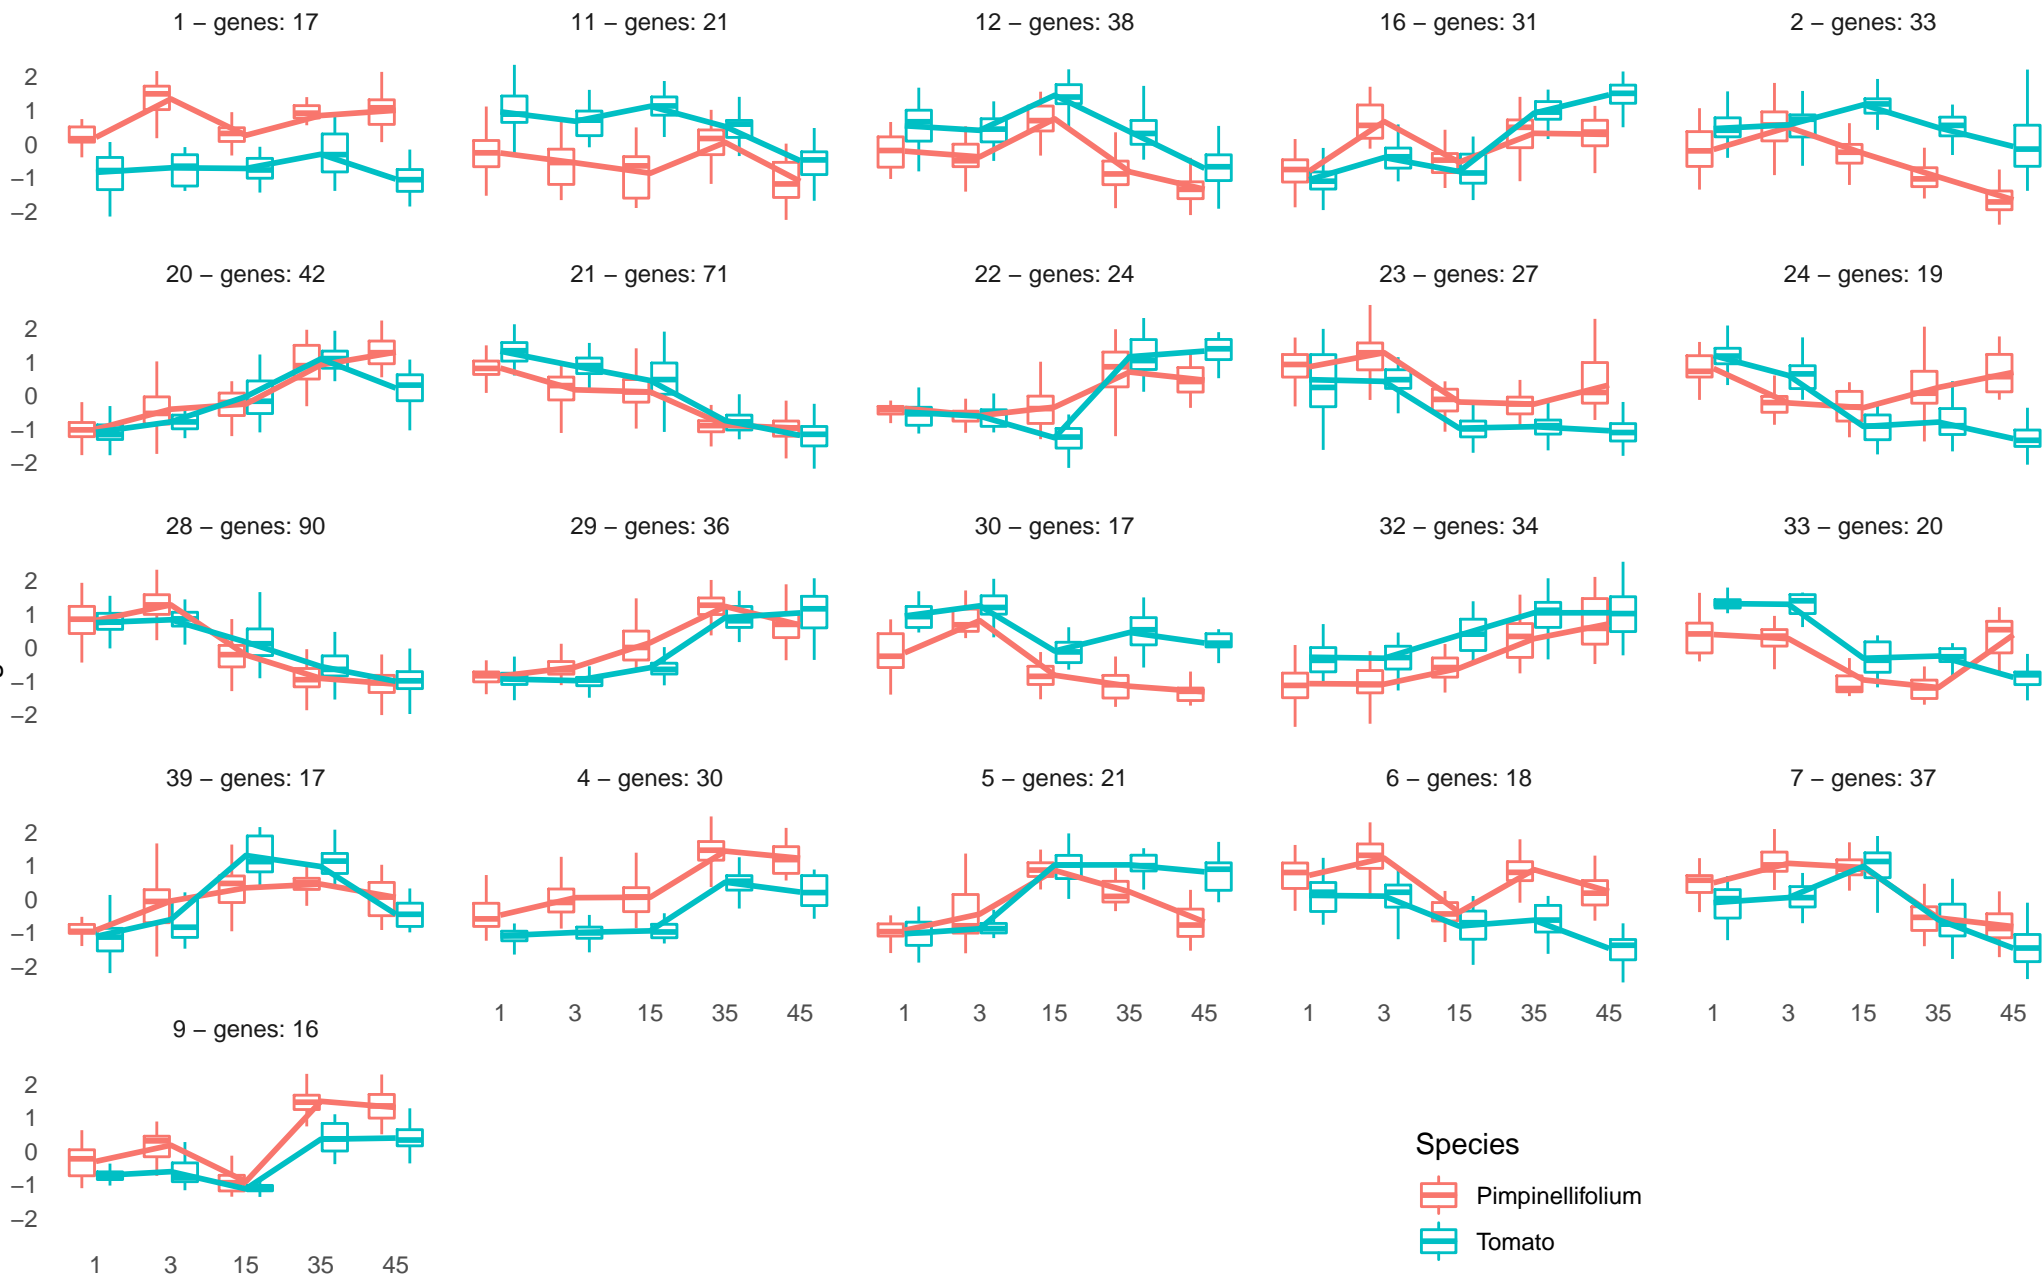 1 – genes: 17
11 – genes: 21
12 – genes: 38
16 – genes: 31
2 – genes: 33
2
1
0
−1
−2
20 – genes: 42
21 – genes: 71
22 – genes: 24
23 – genes: 27
24 – genes: 19
2
1
0
−1
−2
28 – genes: 90
29 – genes: 36
30 – genes: 17
32 – genes: 34
33 – genes: 20
2
1
0
−1
−2
39 – genes: 17
4 – genes: 30
5 – genes: 21
6 – genes: 18
7 – genes: 37
2
1
0
−1
−2
1 3 15 35 45
1 3 15 35 45
1 3 15 35 45
1 3 15 35 45
9 – genes: 16
2
1
0
−1
−2
1 3 15 35 45
Species
Pimpinellifolium
Tomato